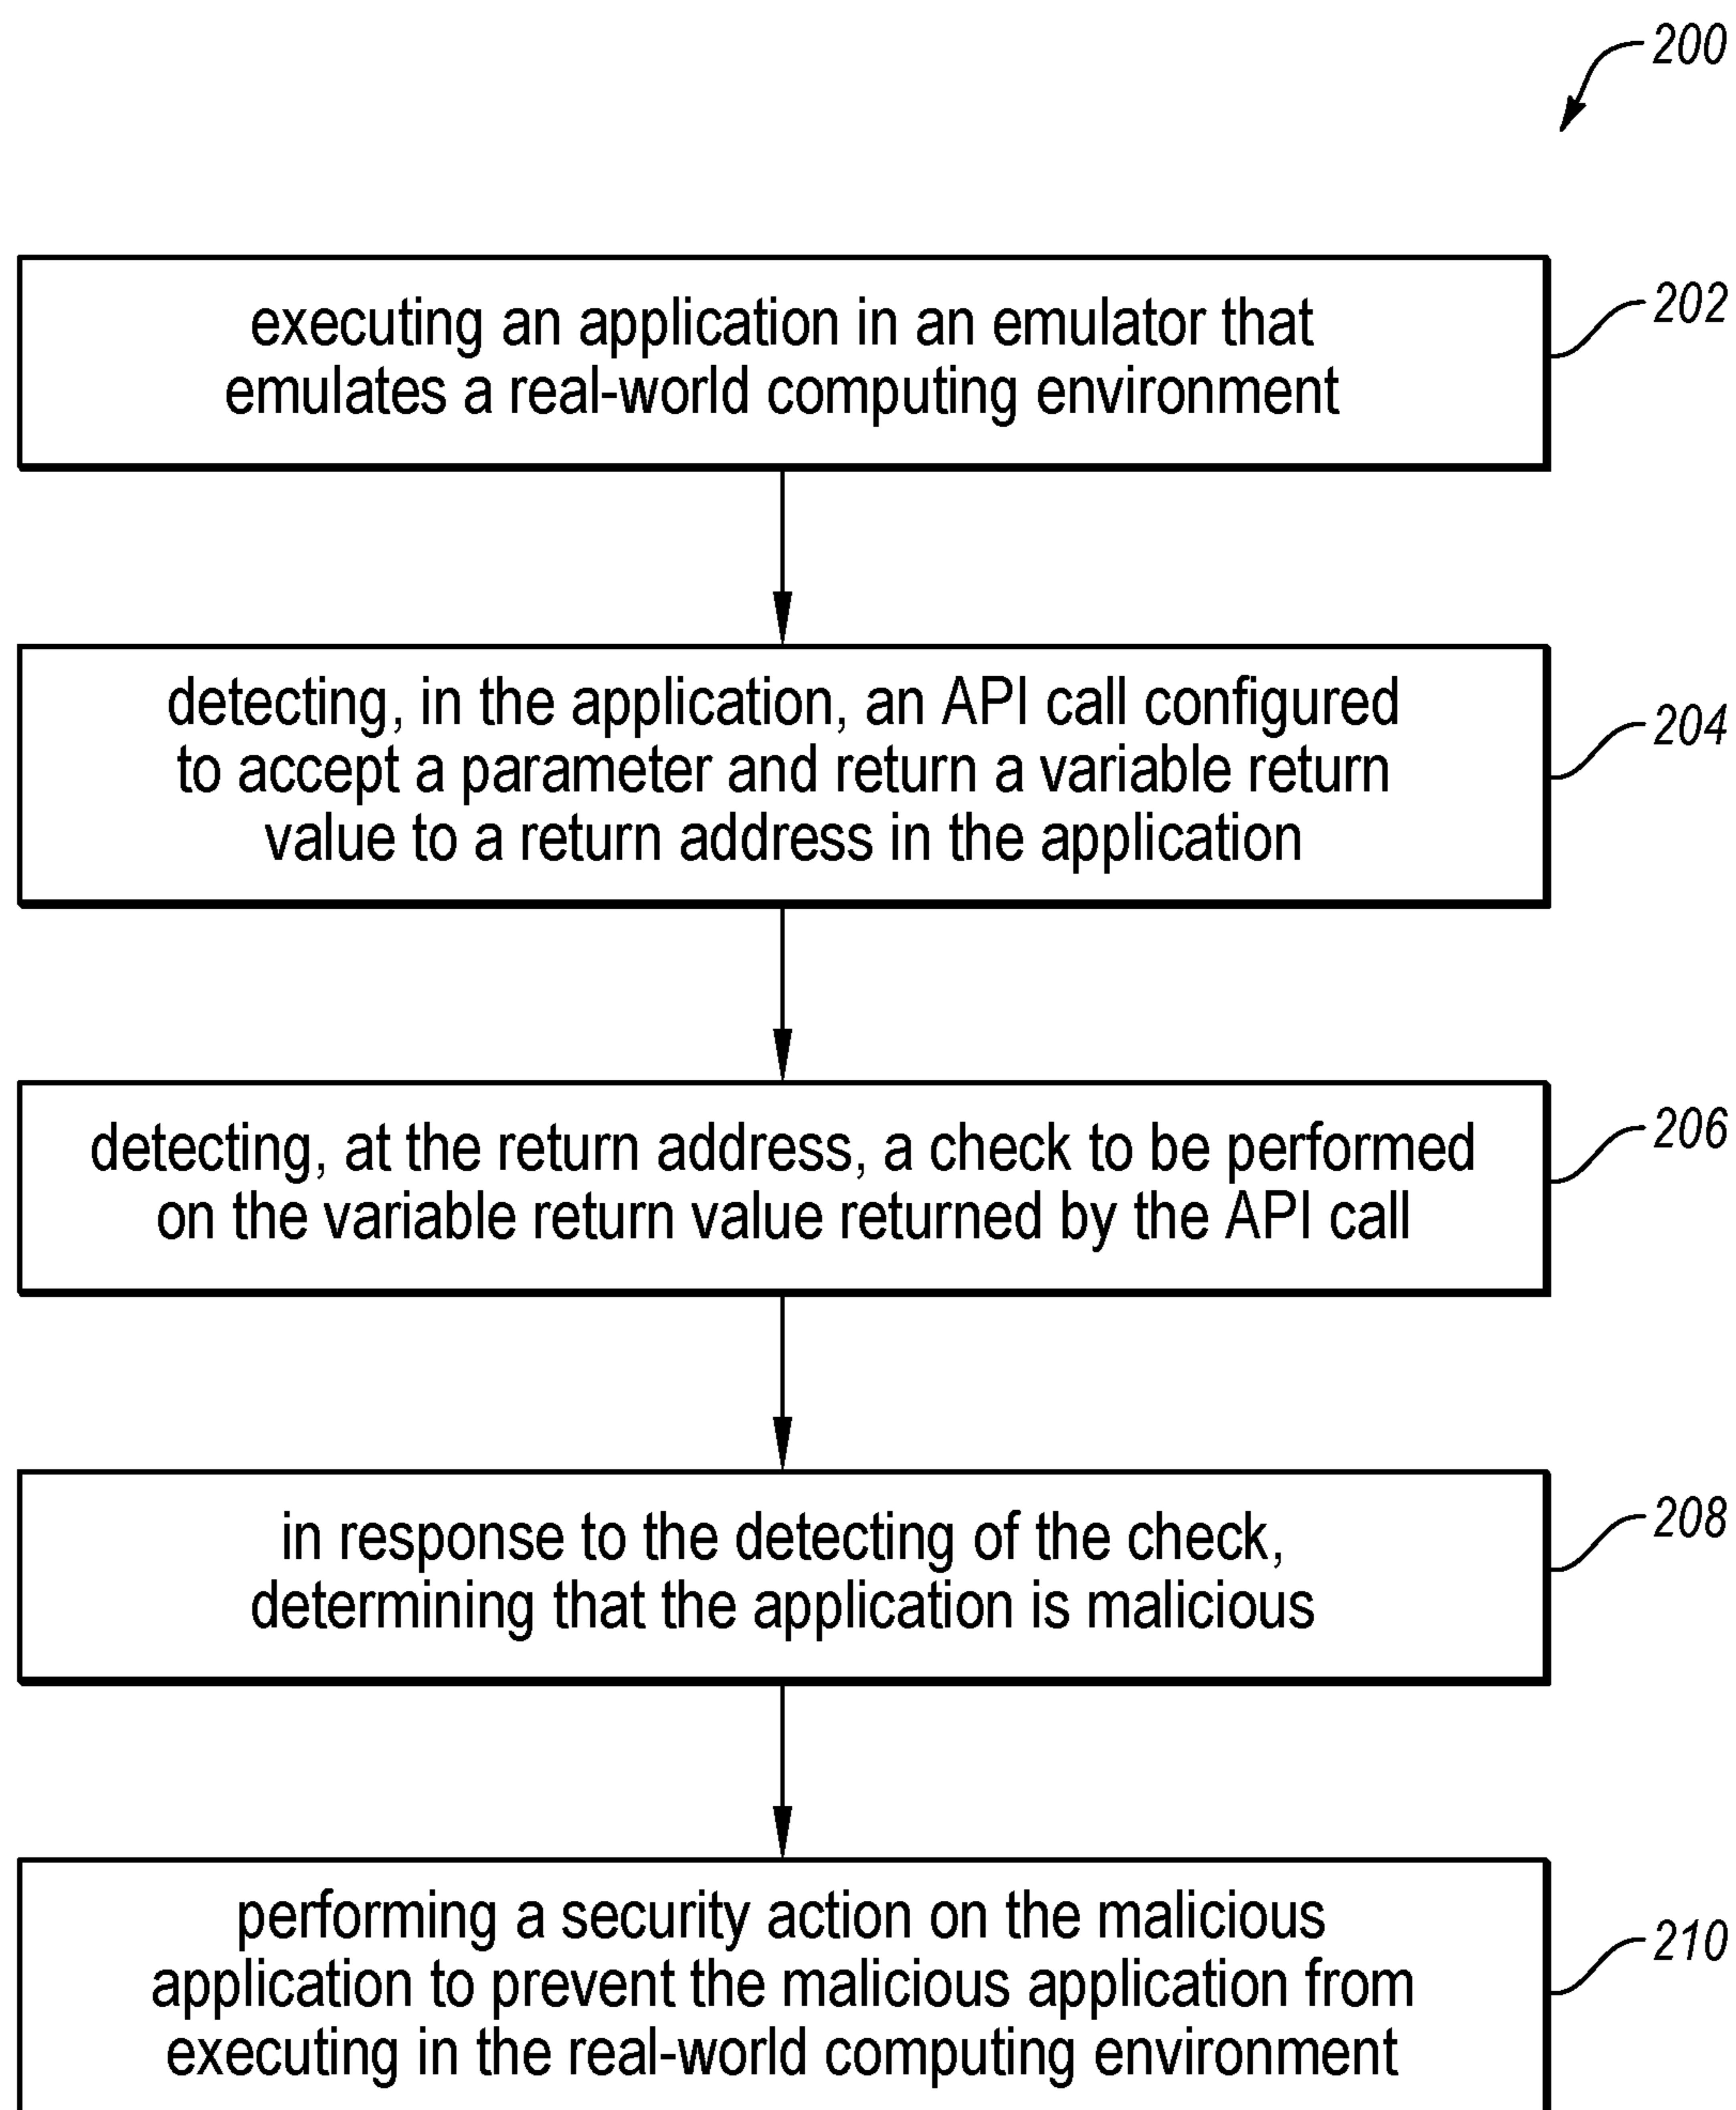 200
executing an application in an emulator that
emulates a real-world computing environment
202
detecting, in the application, an API call configured
to accept a parameter and return a variable return
value to a return address in the application
204
detecting, at the return address, a check to be performed
on the variable return value returned by the API call
206
in response to the detecting of the check,
determining that the application is malicious
208
performing a security action on the malicious
application to prevent the malicious application from
executing in the real-world computing environment
210